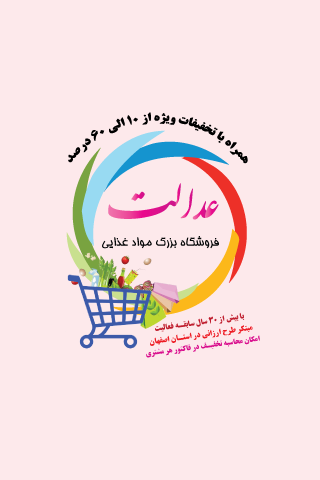 همراه با تخفیفات ویژه از ۱۰ الی ۶۰ درصد
عدالت
فروشگاه بزرگ مواد غذایی
با بیش از ۳۰ سال سابقه فعالیت
مبتکر طرح ارزانی در استان اصفهان
امکان محاسبه تخفیف در فاکتور هر مشتری